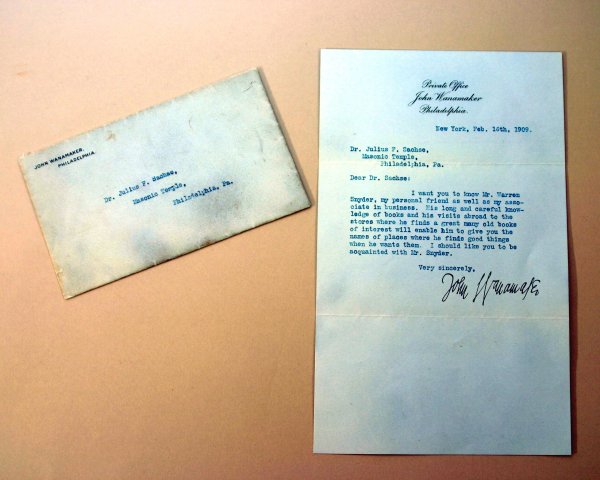 JOHN WANAMAKER,
PHILADELPHIA.
Dr. Julius F. Sachse,
Masonic Temple,
Philadelphia, Pa.
Private Office
John Wanamaker
Philadelphia.
New York, Feb. 16th, 1909.
Dr. Julius F. Sachse,
Masonic Temple,
Philadelphia, Pa.
Dear Dr. Sachse:
I want you to know Mr. Warren
Snyder, my personal friend as well as my asso-
ciate in business. His long and careful know-
ledge of books and his visits abroad to the
stores where he finds a great many old books
of interest will enable him to give you the
names of places where he finds good things
when he wants them. I should like you to be
acquainted with Mr. Snyder.
Very sincerely,
John Wanamaker